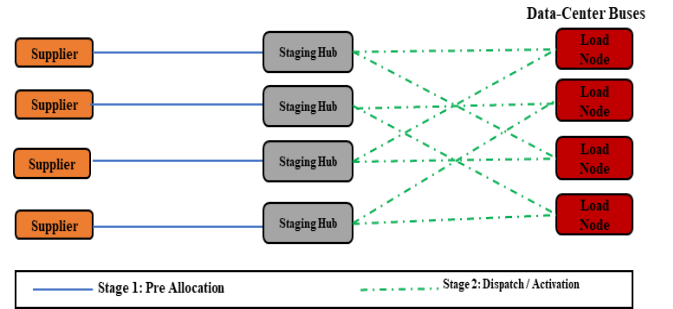 Data-Center Buses
Supplier
Staging Hub
Load
Node
Supplier
Staging Hub
Load
Node
Supplier
Staging Hub
Load
Node
Supplier
Staging Hub
Load
Node
Stage 1: Pre Allocation
Stage 2: Dispatch / Activation